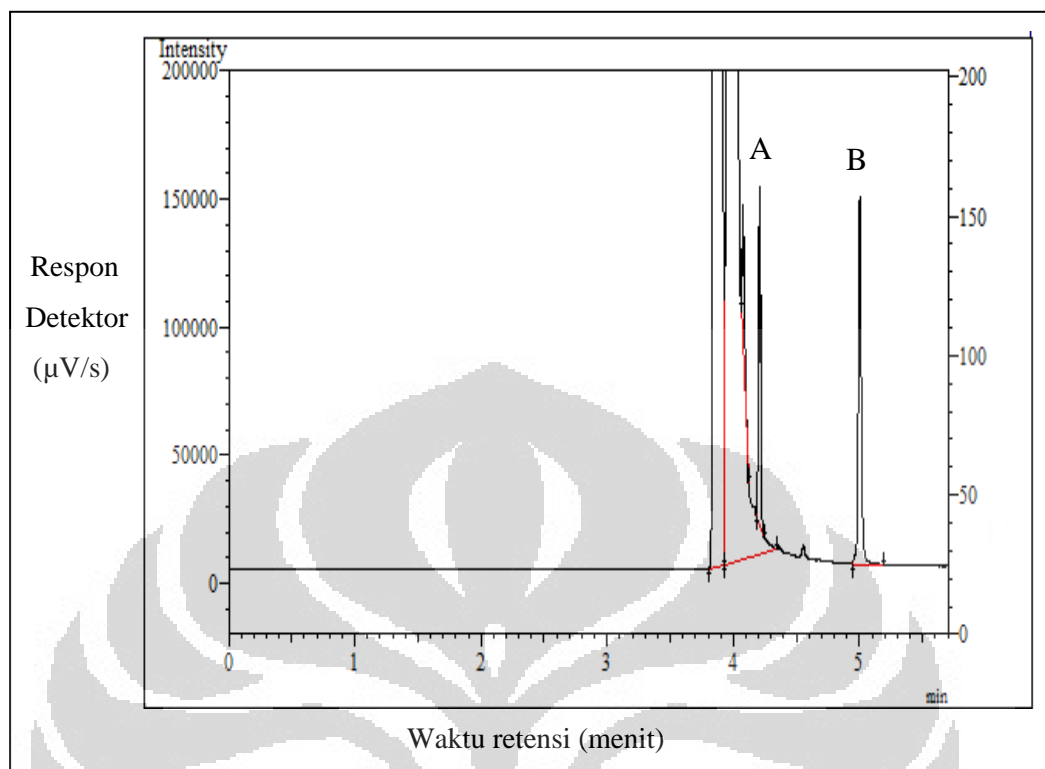 Intensity
200000
150000
100000
50000
0
Respon
Detektor
(µV/s)
A
B
200
150
100
50
0
0 1 2 3 4 5
min
Waktu retensi (menit)